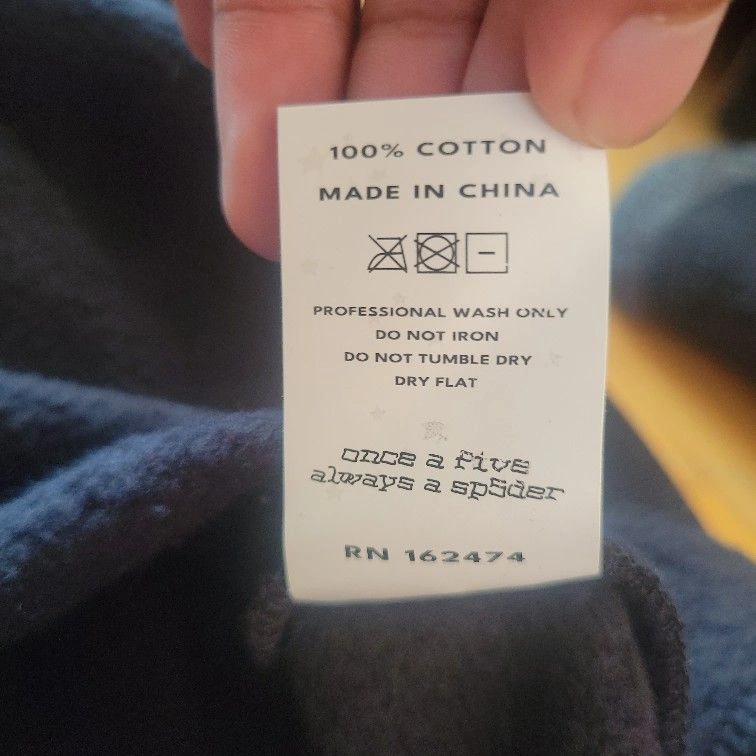 100% COTTON
MADE IN CHINA
PROFESSIONAL WASH ONLY
DO NOT IRON
DO NOT TUMBLE DRY
DRY FLAT
once a five
always a sp5der
RN 162474